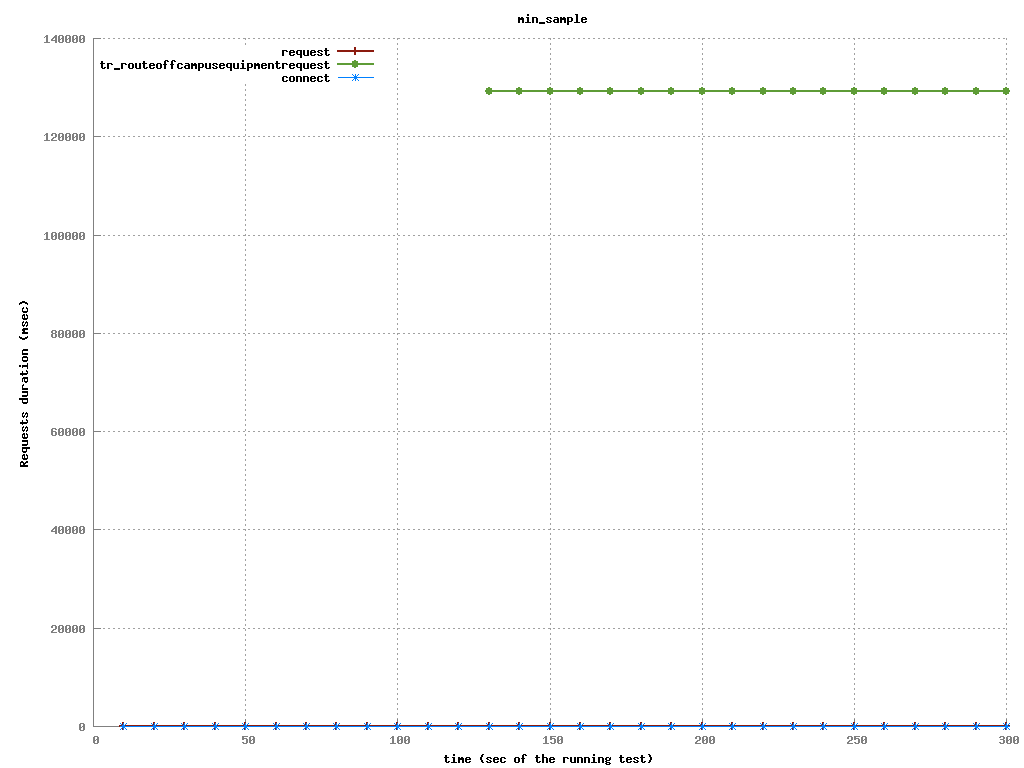 min_sample
140000
120000
100000
80000
60000
40000
20000
0
request
tr_routeoffcampusequipmentrequest
connect
Requests duration (msec)
0 50 100 150 200 250 300
time (sec of the running test)